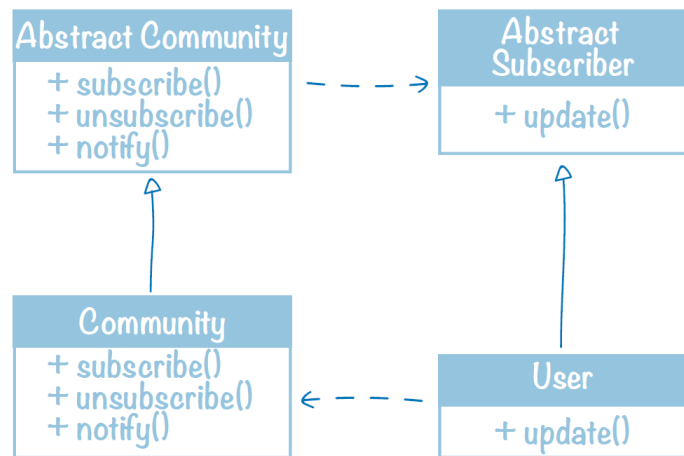 Abstract Community
+ subscribe()
+ unsubscribe()
+ notify()
Abstract
Subscriber
+ update()
Community
+ subscribe()
+ unsubscribe()
+ notify()
User
+ update()